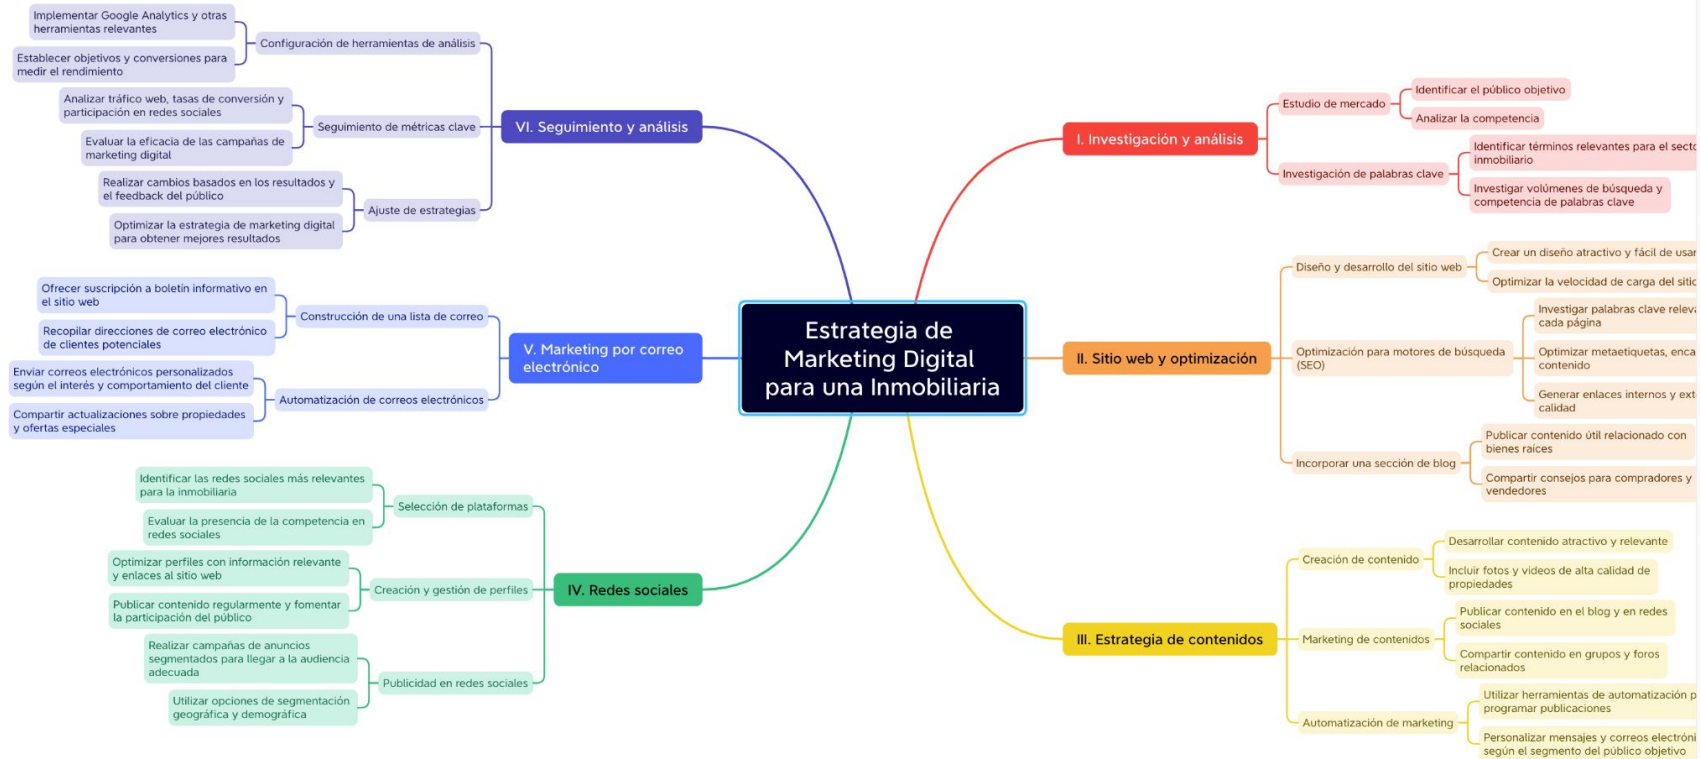 Estrategia de
Marketing Digital
para una Inmobiliaria
I. Investigación y análisis
Estudio de mercado
Identificar el público objetivo
Analizar la competencia
Investigación de palabras clave
Identificar términos relevantes para el
inmobiliario
Investigar volúmenes de búsqueda y
competencia de palabras clave
II. Sitio web y optimización
Diseño y desarrollo del sitio web
Crear un diseño atractivo y fácil de usar
Optimizar la velocidad de carga del
Optimización para motores de búsqueda
(SEO)
Investigar palabras clave
cada página
Optimizar metaetiquetas,
contenido
Generar enlaces internos y
calidad
Incorporar una sección de blog
Publicar contenido útil relacionado con
bienes raíces
Compartir consejos para compradores y
vendedores
III. Estrategia de contenidos
Creación de contenido
Desarrollar contenido atractivo y relevante
Incluir fotos y videos de alta calidad de
propiedades
Marketing de contenidos
Publicar contenido en el blog y en redes
sociales
Compartir contenido en grupos y foros
relacionados
Automatización de marketing
Utilizar herramientas de automatización
programar publicaciones
Personalizar mensajes y correos
según el segmento del público objetivo
IV. Redes sociales
Selección de plataformas
Identificar las redes sociales más relevantes
para la inmobiliaria
Evaluar la presencia de la competencia en
redes sociales
Creación y gestión de perfiles
Optimizar perfiles con información relevante
y enlaces al sitio web
Publicar contenido regularmente y fomentar
la participación del público
Publicidad en redes sociales
Realizar campañas de anuncios
segmentados para llegar a la audiencia
adecuada
Utilizar opciones de segmentación
geográfica y demográfica
V. Marketing por correo
electrónico
Construcción de una lista de correo
Ofrecer suscripción a boletín informativo en
el sitio web
Recopilar direcciones de correo electrónico
de clientes potenciales
Automatización de correos electrónicos
Enviar correos electrónicos personalizados
según el interés y comportamiento del cliente
Compartir actualizaciones sobre propiedades
y ofertas especiales
VI. Seguimiento y análisis
Configuración de herramientas de análisis
Implementar Google Analytics y otras
herramientas relevantes
Establecer objetivos y conversiones para
medir el rendimiento
Seguimiento de métricas clave
Analizar tráfico web, tasas de conversión y
participación en redes sociales
Evaluar la eficacia de las campañas de
marketing digital
Ajuste de estrategias
Realizar cambios basados en los resultados y
el feedback del público
Optimizar la estrategia de marketing digital
para obtener mejores resultados